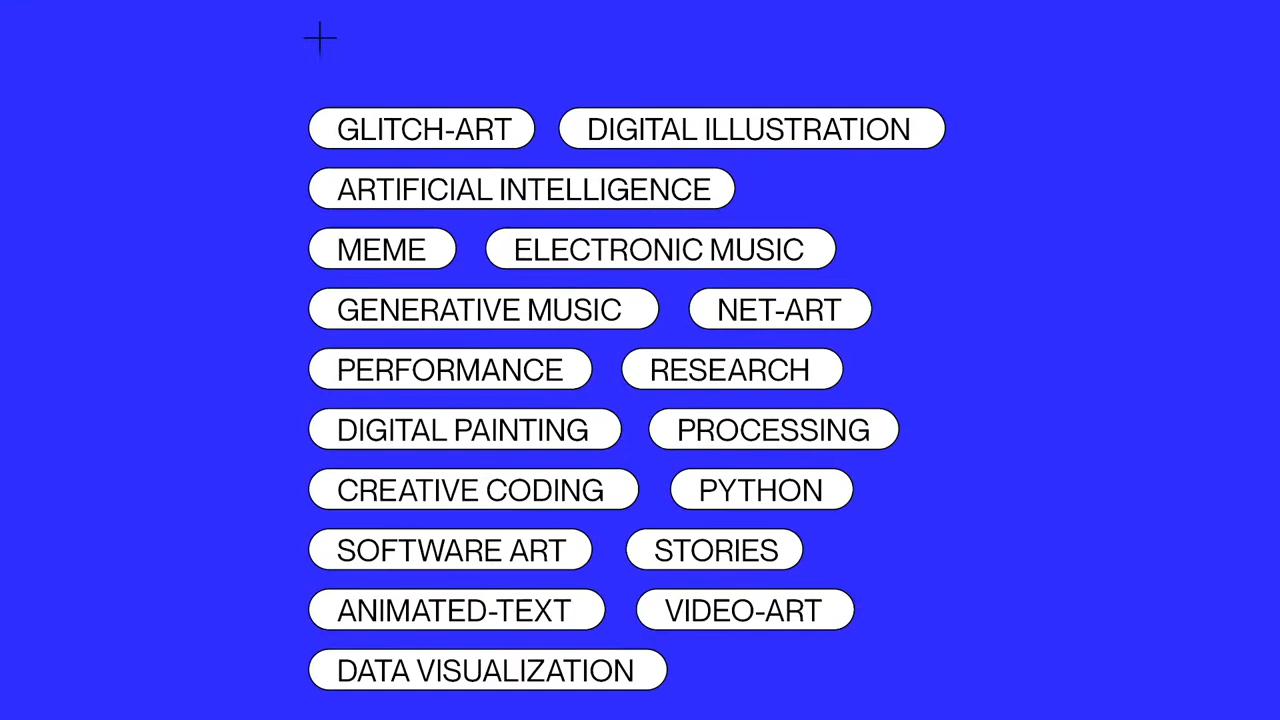 GLITCH-ART DIGITAL ILLUSTRATION
ARTIFICIAL INTELLIGENCE
MEME ELECTRONIC MUSIC
GENERATIVE MUSIC NET-ART
PERFORMANCE RESEARCH
DIGITAL PAINTING PROCESSING
CREATIVE CODING PYTHON
SOFTWARE ART STORIES
ANIMATED-TEXT VIDEO-ART
DATA VISUALIZATION